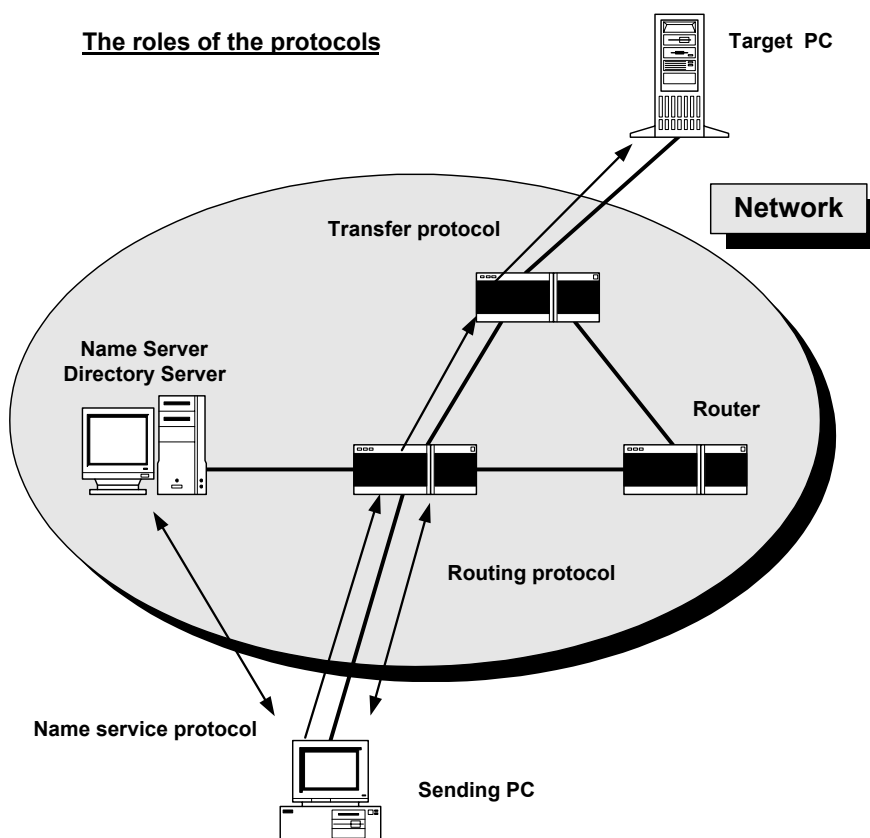 The roles of the protocols
Target PC
Network
Transfer protocol
Name Server
Directory Server
Router
Routing protocol
Name service protocol
Sending PC